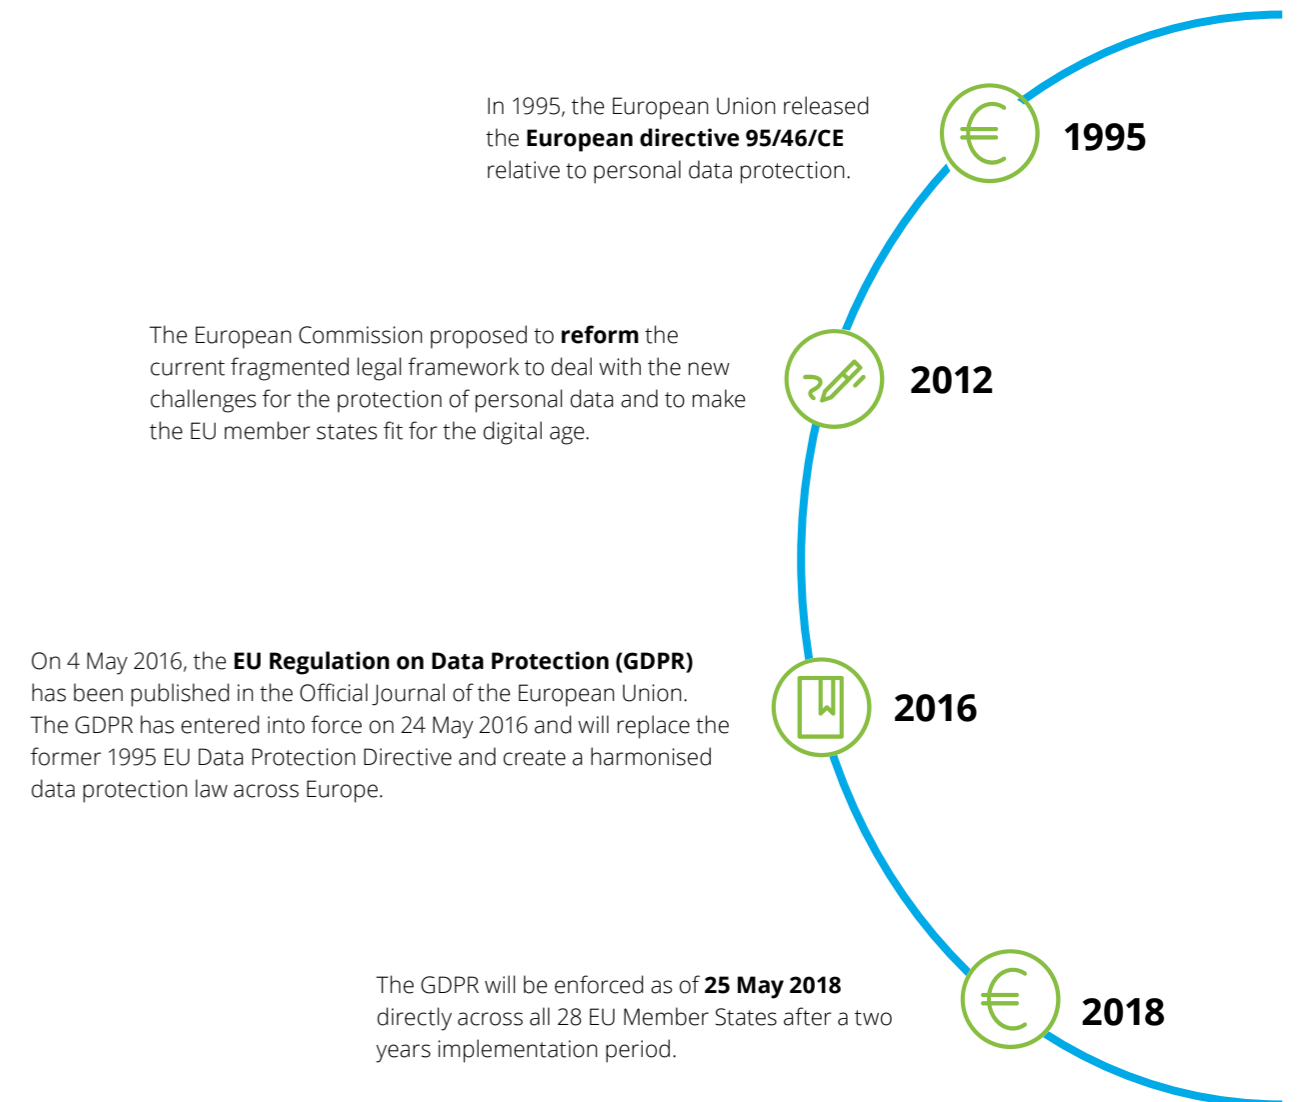 In 1995, the European Union released
the European directive 95/46/CE
relative to personal data protection.
1995
The European Commission proposed to reform the
current fragmented legal framework to deal with the new
challenges for the protection of personal data and to make
the EU member states fit for the digital age.
2012
On 4 May 2016, the EU Regulation on Data Protection (GDPR)
has been published in the Official Journal of the European Union.
The GDPR has entered into force on 24 May 2016 and will replace the
former 1995 EU Data Protection Directive and create a harmonised
data protection law across Europe.
2016
The GDPR will be enforced as of 25 May 2018
directly across all 28 EU Member States after a two
years implementation period.
2018